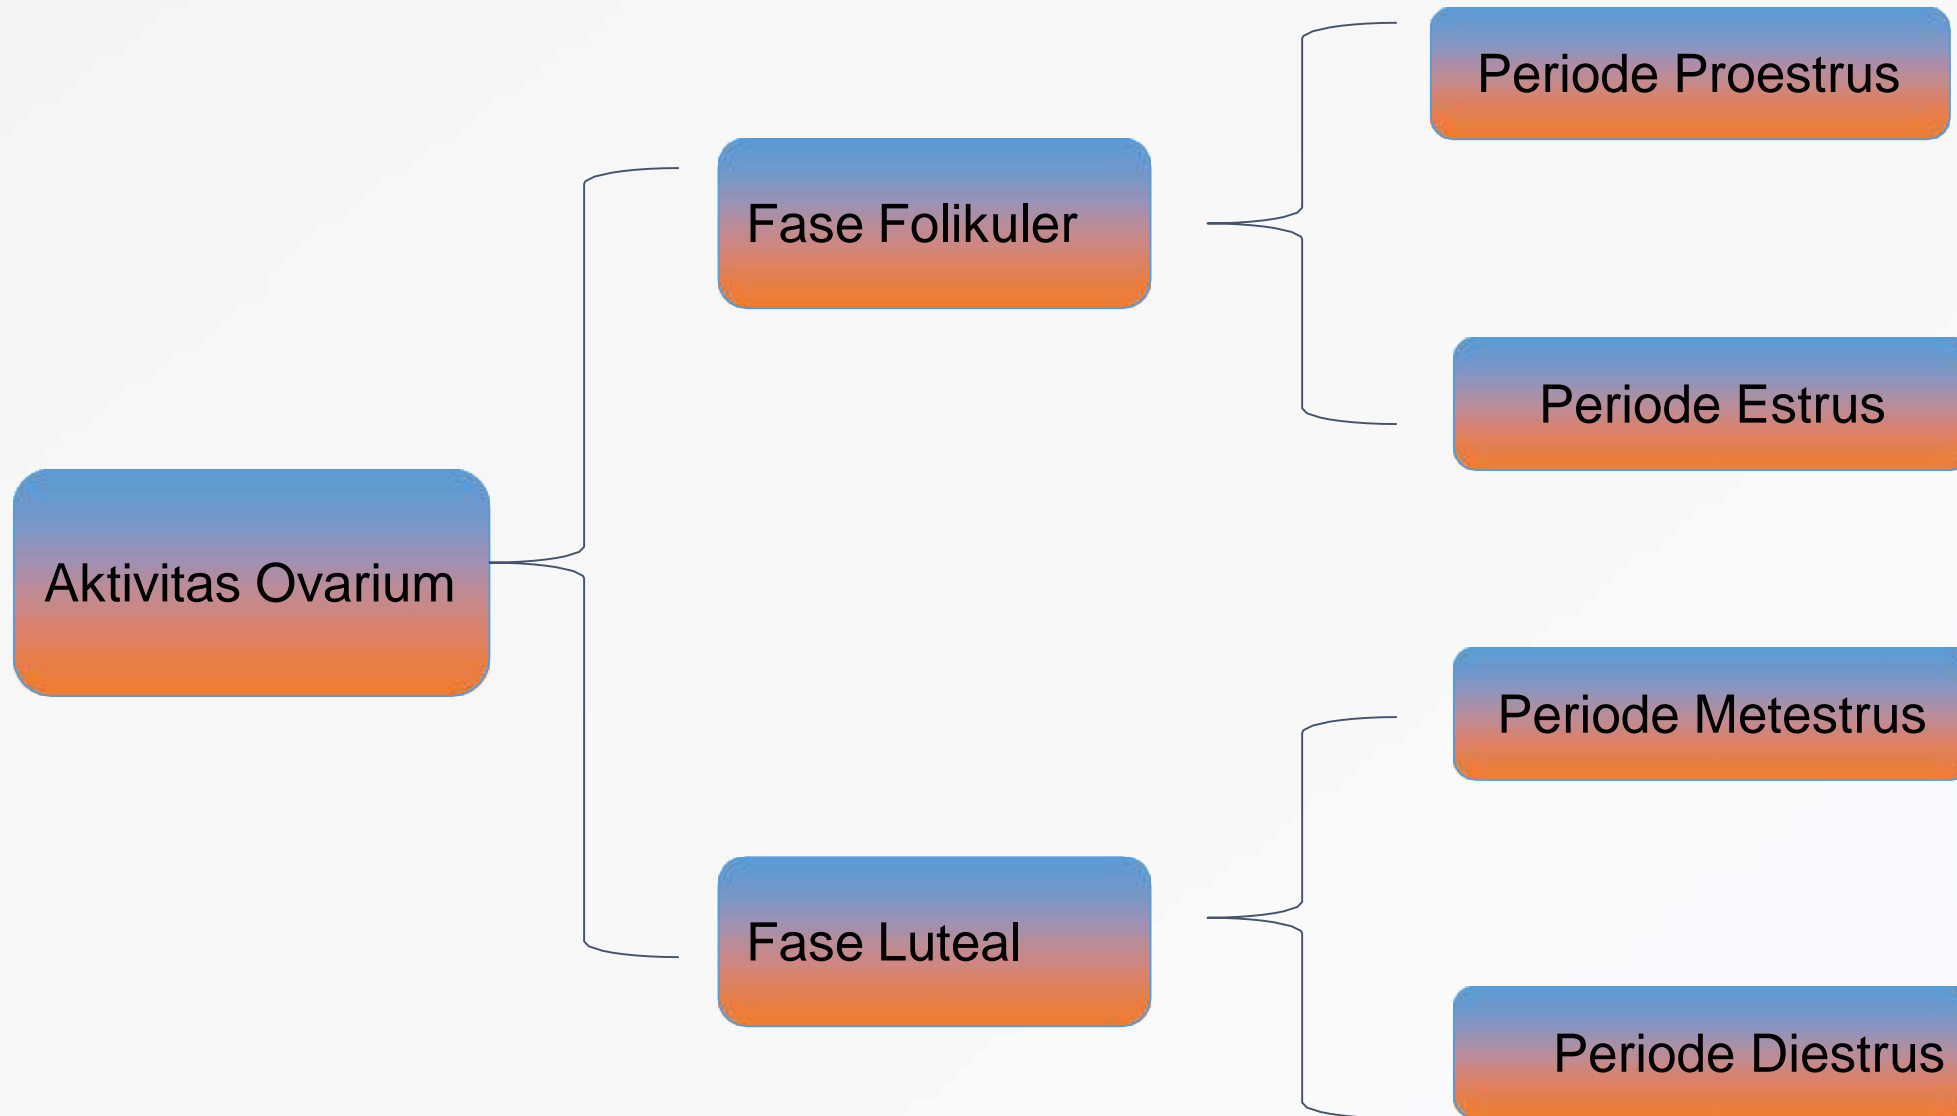 Periode Proestrus
Fase Folikuler
Periode Estrus
Aktivitas Ovarium
Periode Metestrus
Fase Luteal
Periode Diestrus